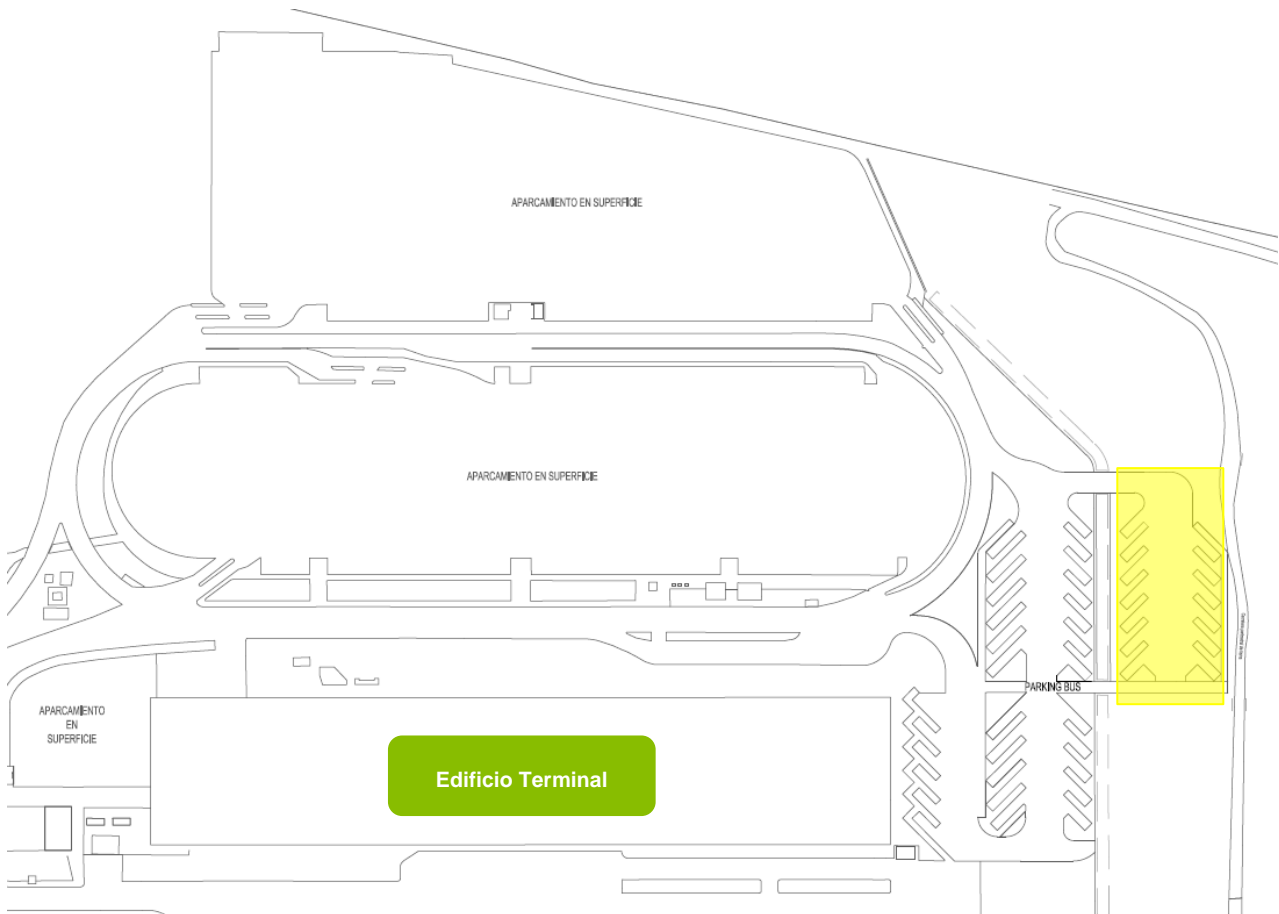 APARCAMIENTO EN SUPERFICIE
APARCAMIENTO EN SUPERFICIE
PARKING BUS
APARCAMIENTO
EN
SUPERFICIE
Edificio Terminal